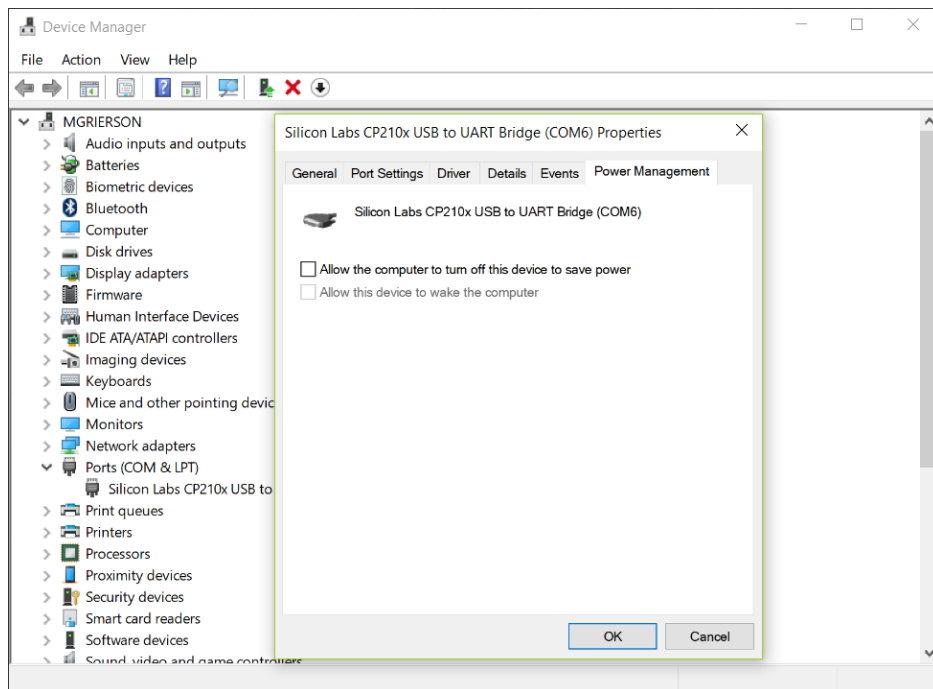 Device Manager
File Action View Help
MGRIERSON
Audio inputs and outputs
Batteries
Biometric devices
Bluetooth
Computer
Disk drives
Display adapters
Firmware
Human Interface Devices
IDE ATA/ATAPI controllers
Imaging devices
Keyboards
Mice and other pointing devic
Monitors
Network adapters
Ports (COM & LPT)
Silicon Labs CP210x USB to
Print queues
Printers
Processors
Proximity devices
Security devices
Smart card readers
Software devices
Sound, video and game controllers
Silicon Labs CP210x USB to UART Bridge (COM6) Properties
General Port Settings Driver Details Events Power Management
Silicon Labs CP210x USB to UART Bridge (COM6)
Allow the computer to turn off this device to save power
Allow this device to wake the computer
OK Cancel